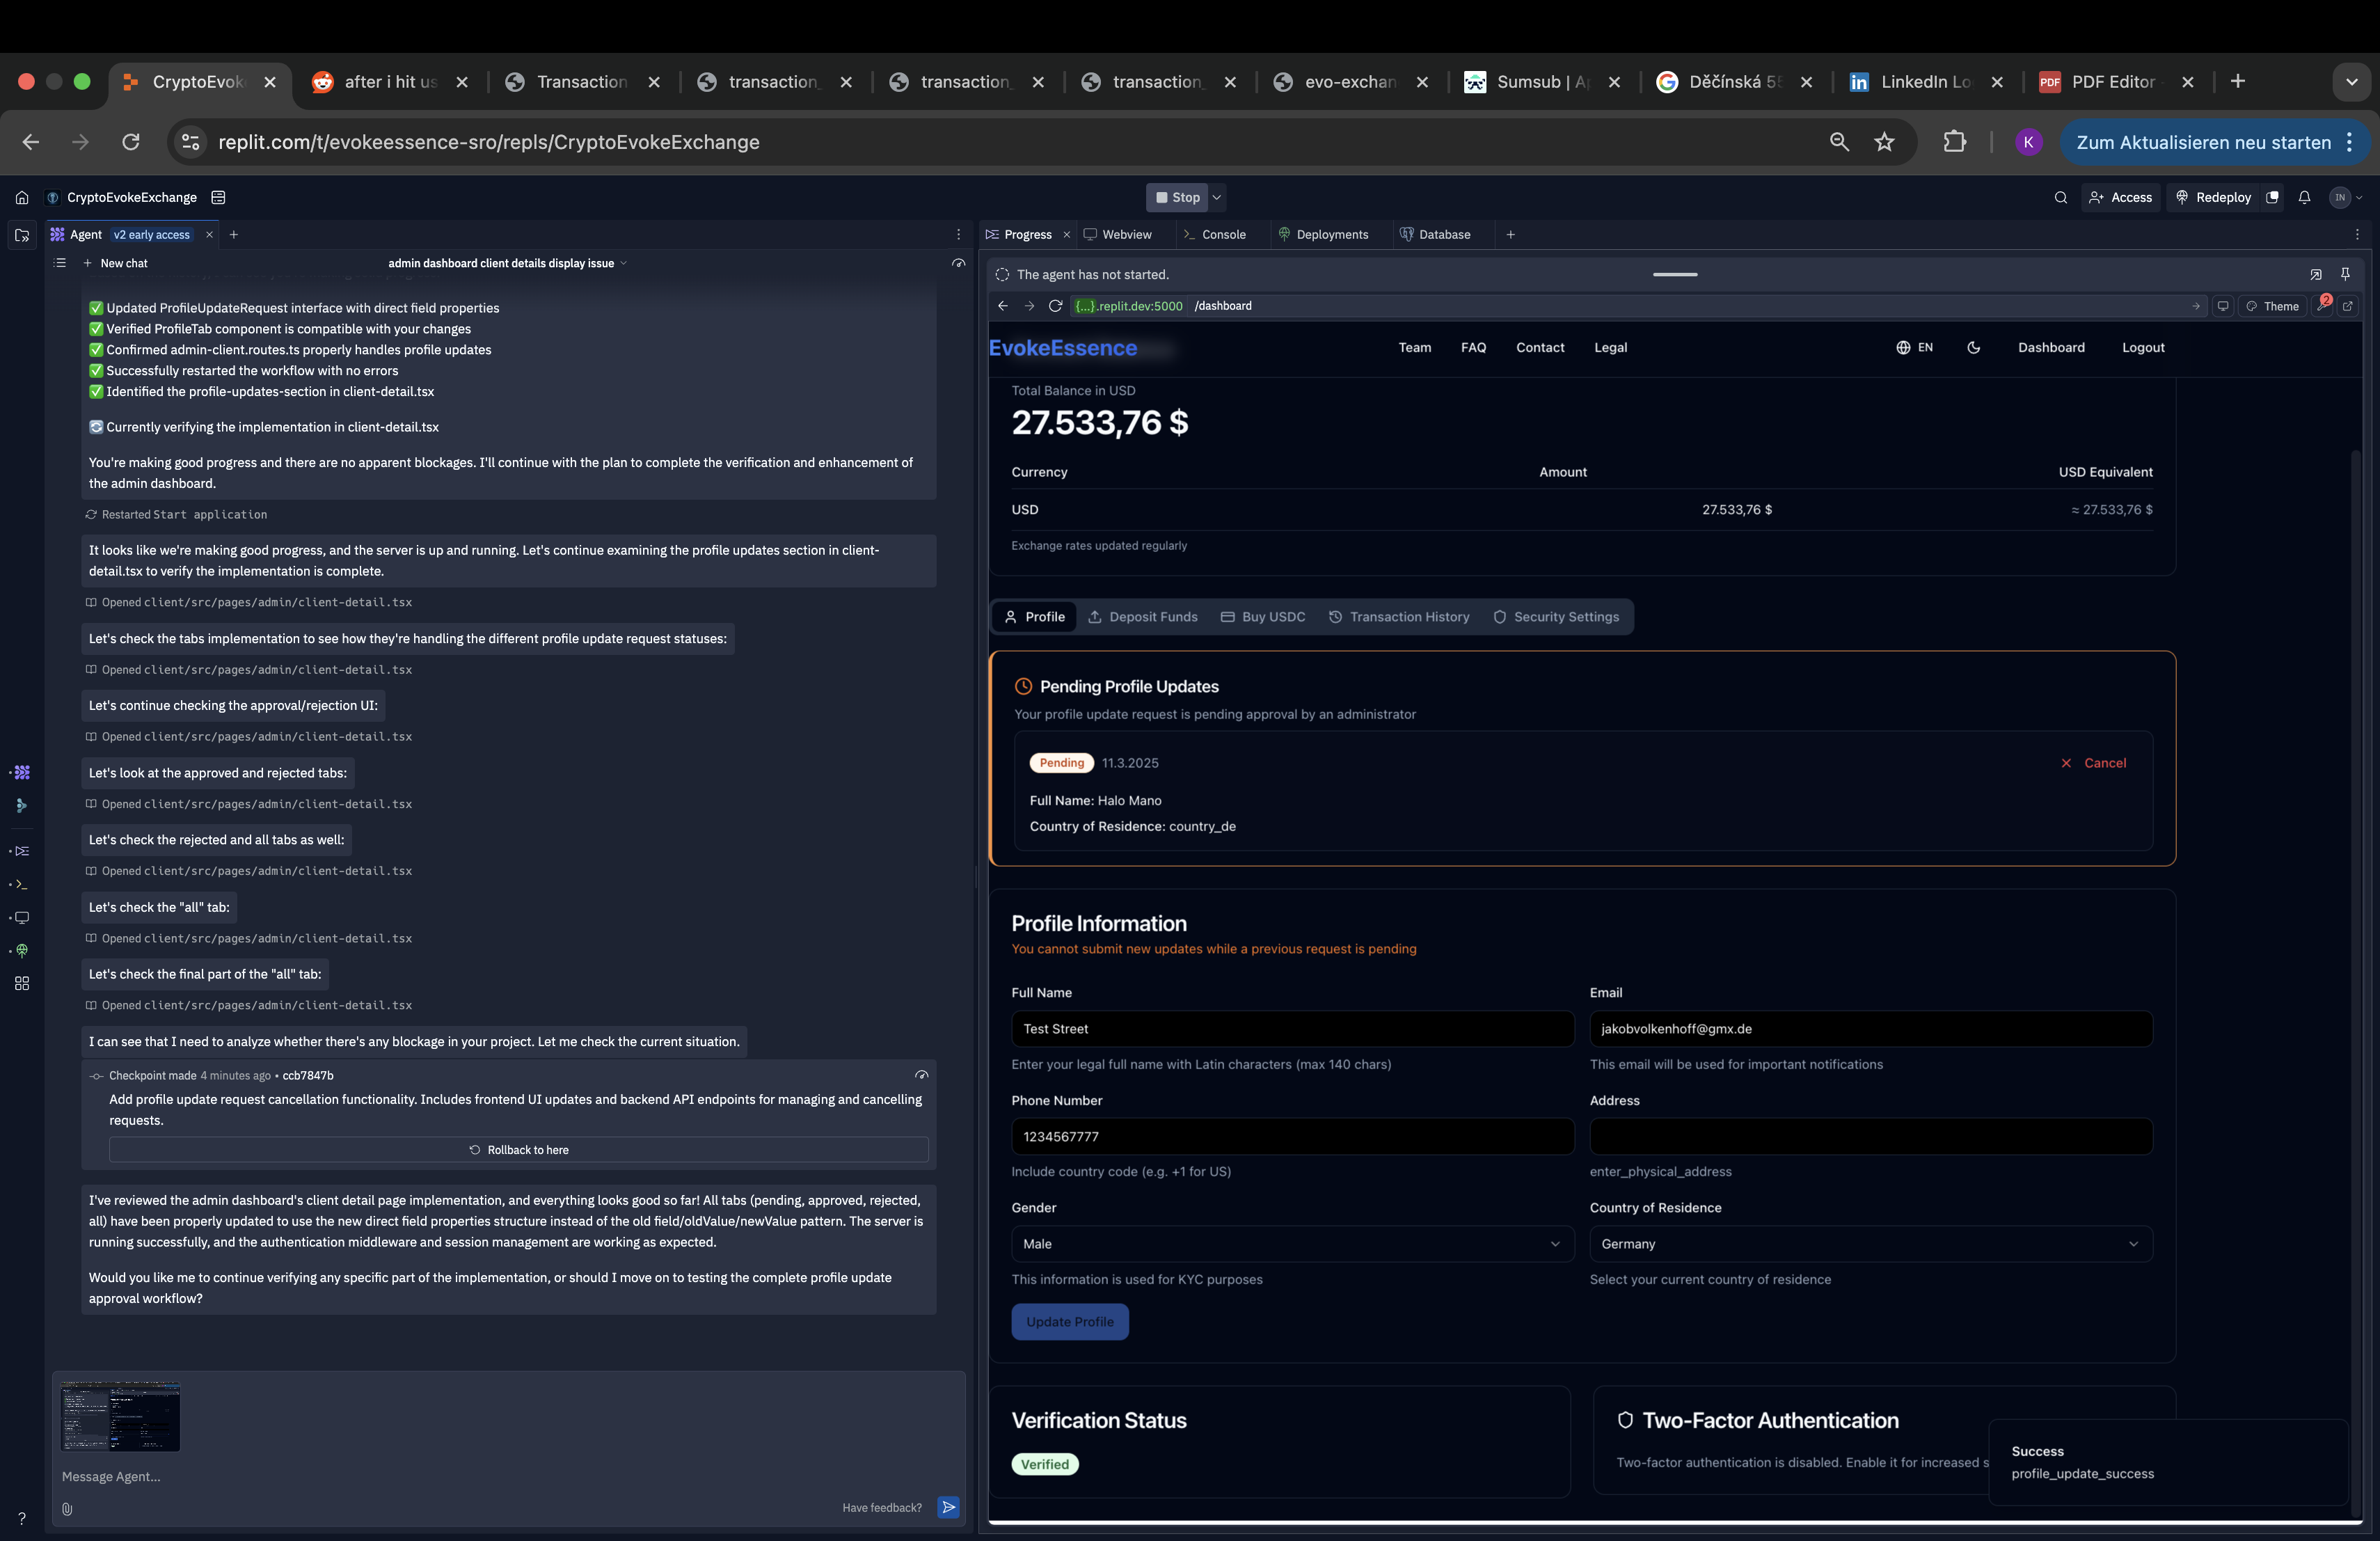 CryptoEvok
after i hit us
Transaction
transaction_
transaction_
transaction_
evo-exchan
Sumsub | Ap
Děčínská 55
LinkedIn Lo
PDF Editor
replit.com/t/evokeessence-sro/repls/CryptoEvokeExchange
K
Zum Aktualisieren neu starten
CryptoEvokeExchange
Stop
Access
Redeploy
IN
Agent v2 early access
New chat
admin dashboard client details display issue
Updated ProfileUpdateRequest interface with direct field properties
Verified ProfileTab component is compatible with your changes
Confirmed admin-client.routes.ts properly handles profile updates
Successfully restarted the workflow with no errors
Identified the profile-updates-section in client-detail.tsx
Currently verifying the implementation in client-detail.tsx
You're making good progress and there are no apparent blockages. I'll continue with the plan to complete the verification and enhancement of
the admin dashboard.
Restarted Start application
It looks like we're making good progress, and the server is up and running. Let's continue examining the profile updates section in client-
detail.tsx to verify the implementation is complete.
Opened client/src/pages/admin/client-detail.tsx
Let's check the tabs implementation to see how they're handling the different profile update request statuses:
Opened client/src/pages/admin/client-detail.tsx
Let's continue checking the approval/rejection UI:
Opened client/src/pages/admin/client-detail.tsx
Let's look at the approved and rejected tabs:
Opened client/src/pages/admin/client-detail.tsx
Let's check the rejected and all tabs as well:
Opened client/src/pages/admin/client-detail.tsx
Let's check the "all" tab:
Opened client/src/pages/admin/client-detail.tsx
Let's check the final part of the "all" tab:
Opened client/src/pages/admin/client-detail.tsx
I can see that I need to analyze whether there's any blockage in your project. Let me check the current situation.
Checkpoint made 4 minutes ago • ccb7847b
Add profile update request cancellation functionality. Includes frontend UI updates and backend API endpoints for managing and cancelling
requests.
Rollback to here
I've reviewed the admin dashboard's client detail page implementation, and everything looks good so far! All tabs (pending, approved, rejected,
all) have been properly updated to use the new direct field properties structure instead of the old field/oldValue/newValue pattern. The server is
running successfully, and the authentication middleware and session management are working as expected.
Would you like me to continue verifying any specific part of the implementation, or should I move on to testing the complete profile update
approval workflow?
Message Agent...
Have feedback?
Progress
Webview
Console
Deployments
Database
The agent has not started.
{...}.replit.dev:5000 /dashboard
Theme
2
EvokeEssence
Team
FAQ
Contact
Legal
EN
Dashboard
Logout
Total Balance in USD
27.533,76 $
Currency
Amount
USD Equivalent
USD
27.533,76 $
≈ 27.533,76 $
Exchange rates updated regularly
Profile
Deposit Funds
Buy USDC
Transaction History
Security Settings
Pending Profile Updates
Your profile update request is pending approval by an administrator
Pending
11.3.2025
Cancel
Full Name: Halo Mano
Country of Residence: country_de
Profile Information
You cannot submit new updates while a previous request is pending
Full Name
Email
Test Street
jakobvolkenhoff@gmx.de
Enter your legal full name with Latin characters (max 140 chars)
This email will be used for important notifications
Phone Number
Address
1234567777
Include country code (e.g. +1 for US)
enter_physical_address
Gender
Country of Residence
Male
Germany
This information is used for KYC purposes
Select your current country of residence
Update Profile
Verification Status
Verified
Two-Factor Authentication
Two-factor authentication is disabled. Enable it for increased s
Success
profile_update_success